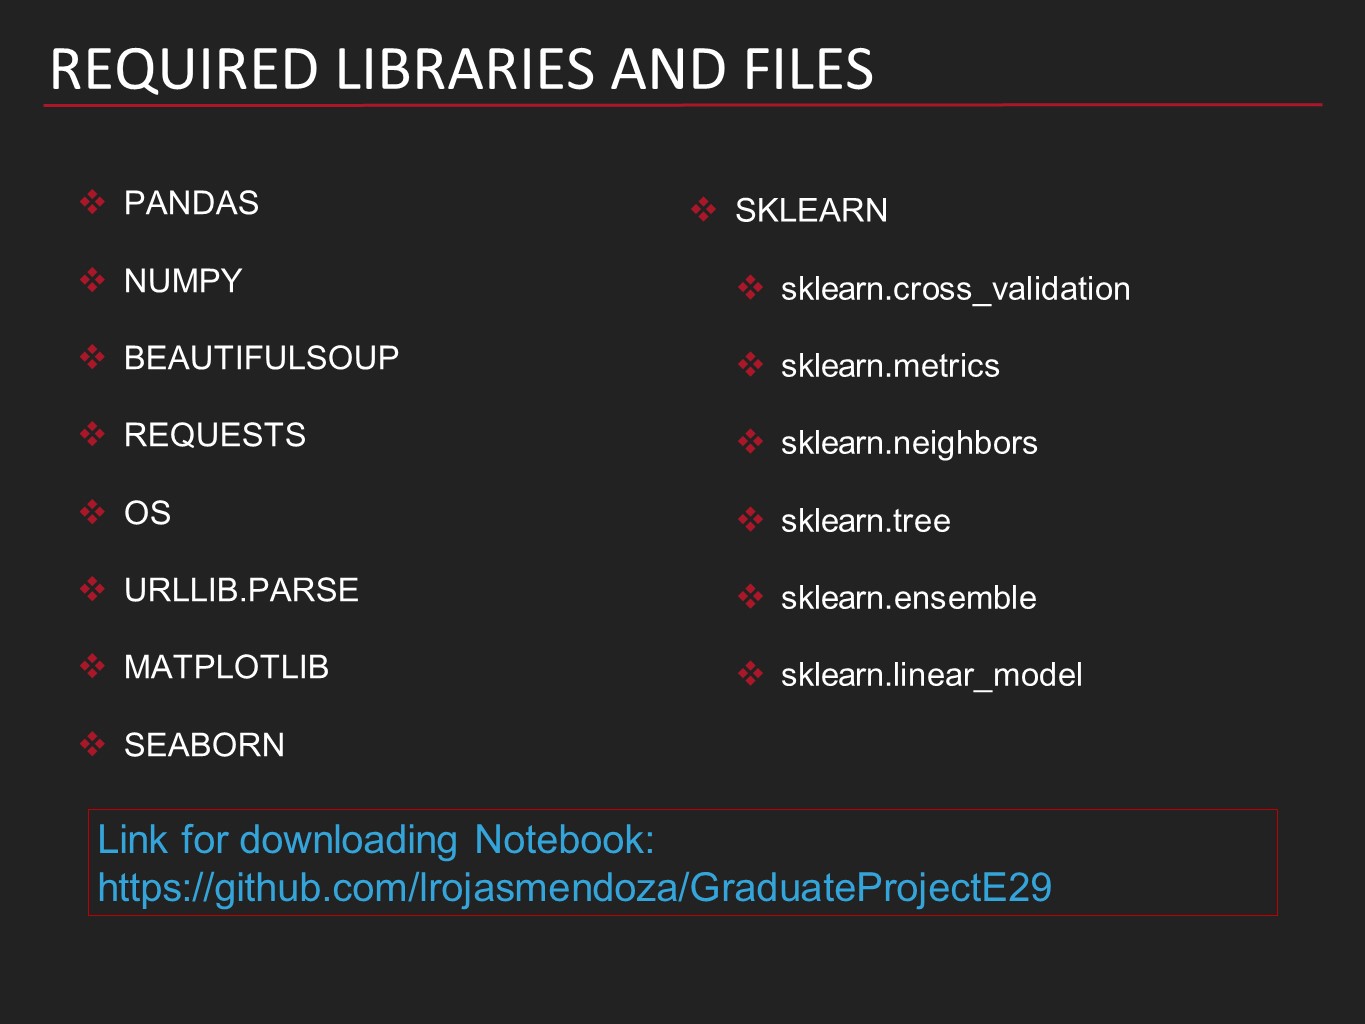 REQUIRED LIBRARIES AND FILES
PANDAS
NUMPY
BEAUTIFULSOUP
REQUESTS
OS
URLLIB.PARSE
MATPLOTLIB
SEABORN
SKLEARN
sklearn.cross_validation
sklearn.metrics
sklearn.neighbors
sklearn.tree
sklearn.ensemble
sklearn.linear_model
Link for downloading Notebook:
https://github.com/lrojasmendoza/GraduateProjectE29